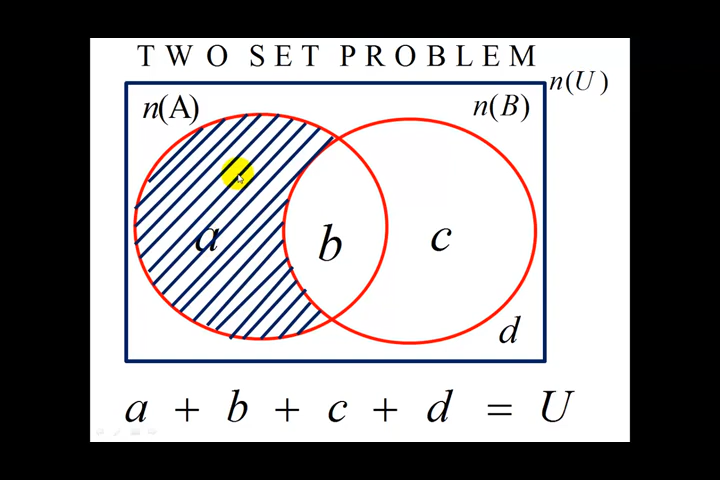 TWO SET PROBLEM
n(U)
n(A) n(B)
a b c
d
a + b + c + d = U